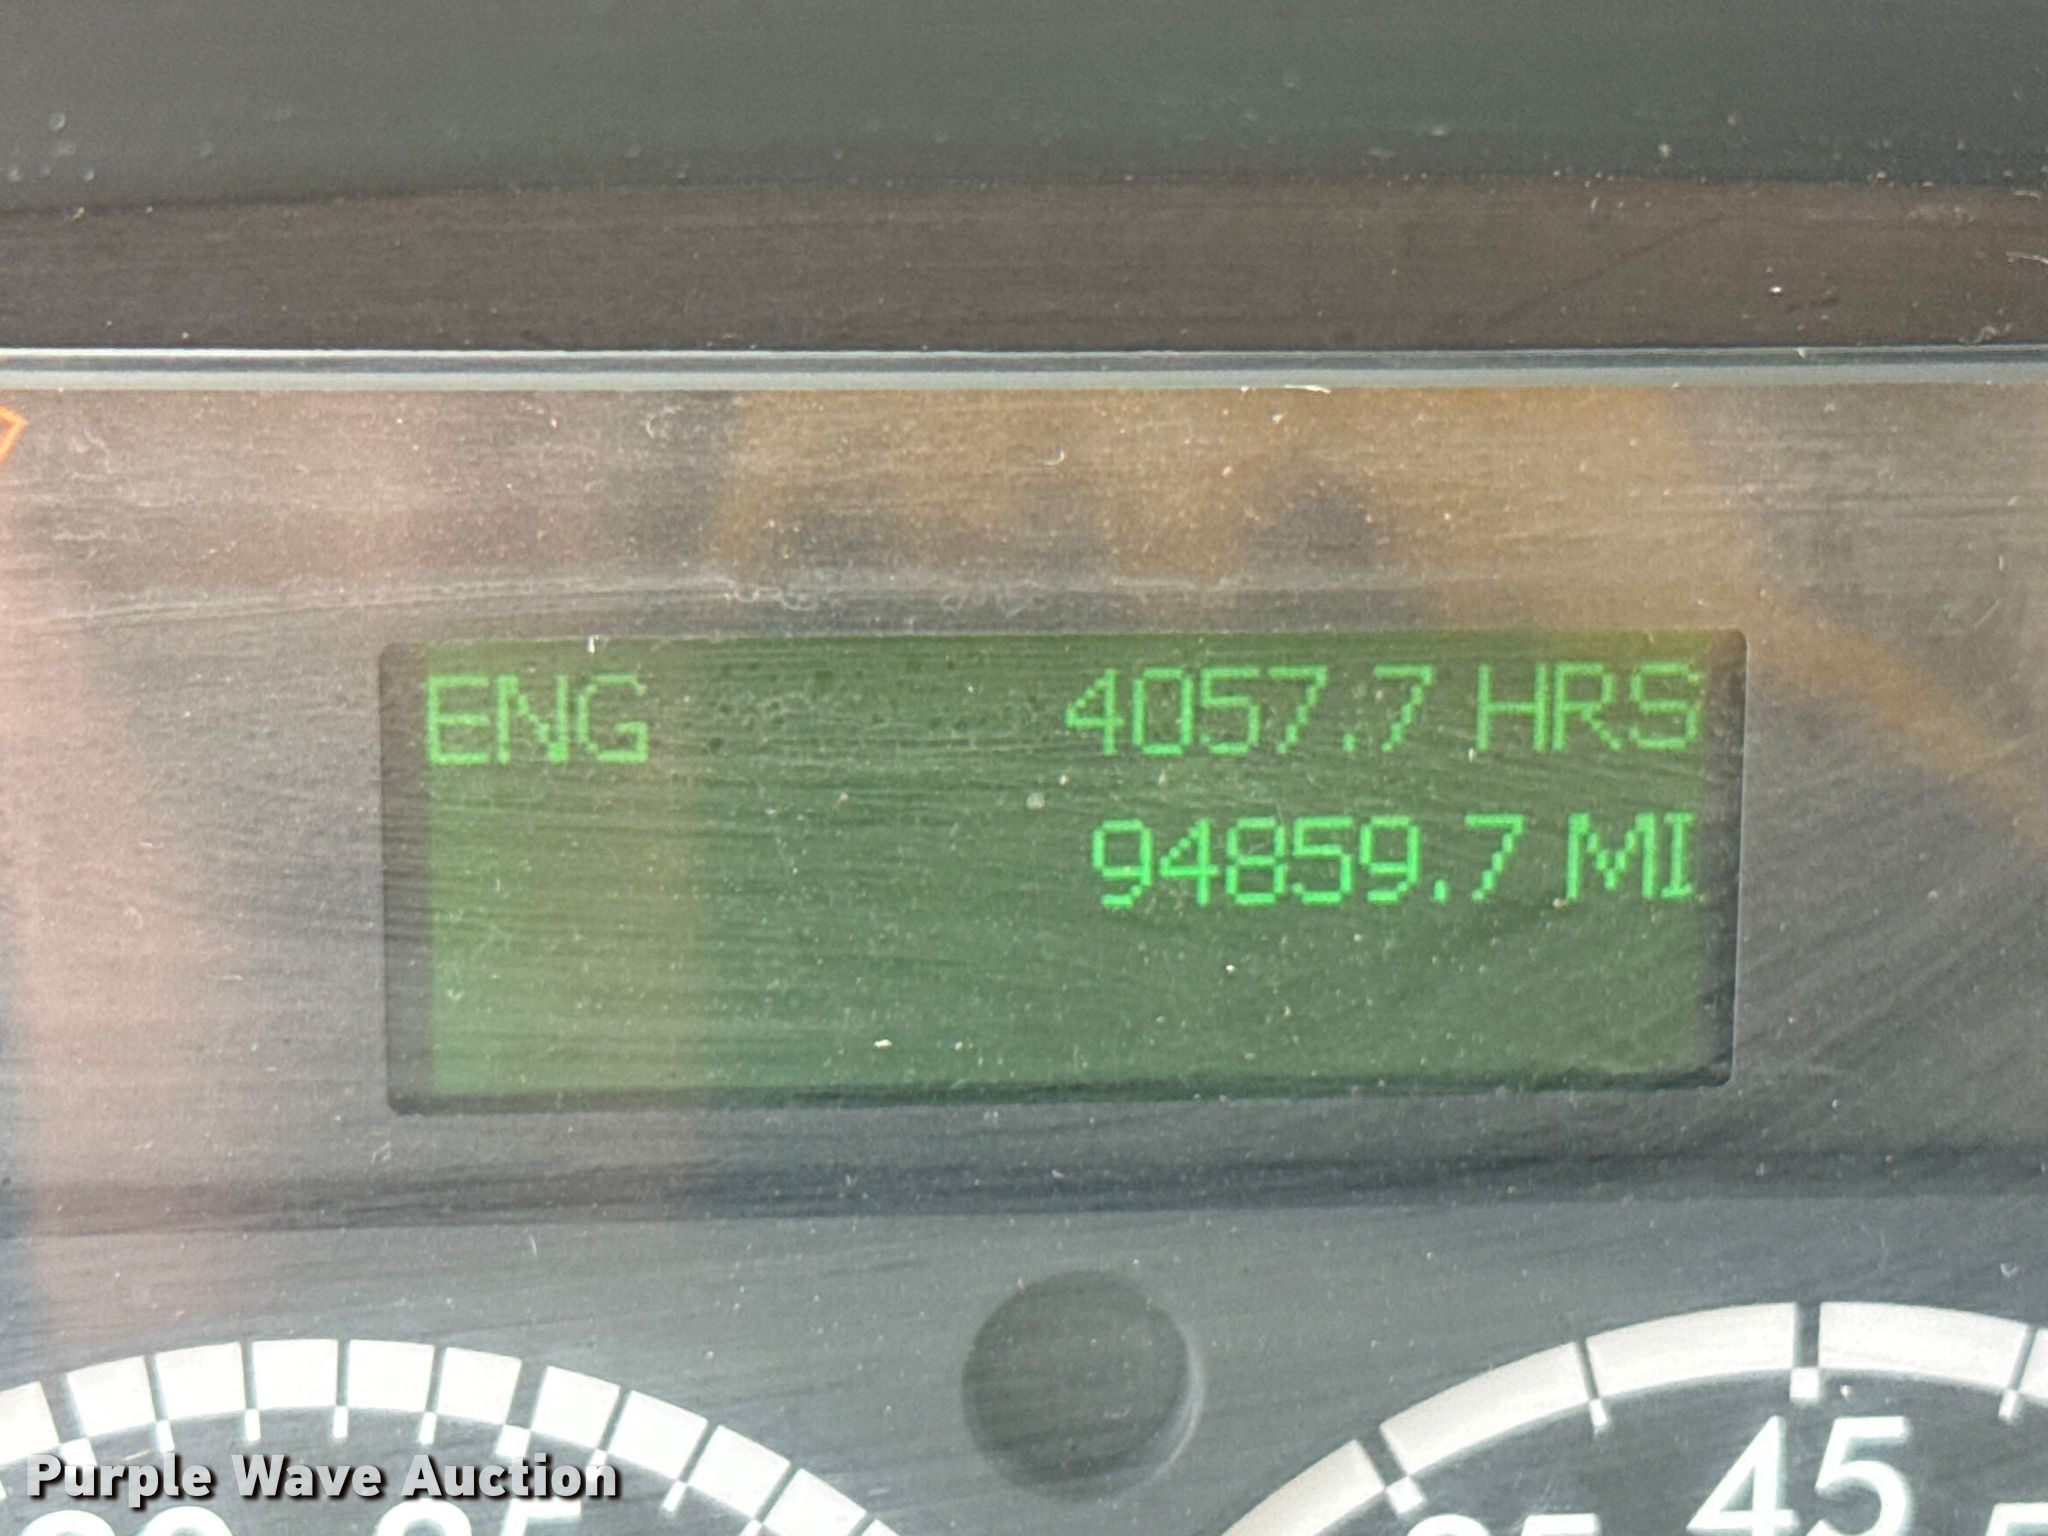 ENG 4057.7 HRS
94859.7 MI
45
Purple Wave Auction